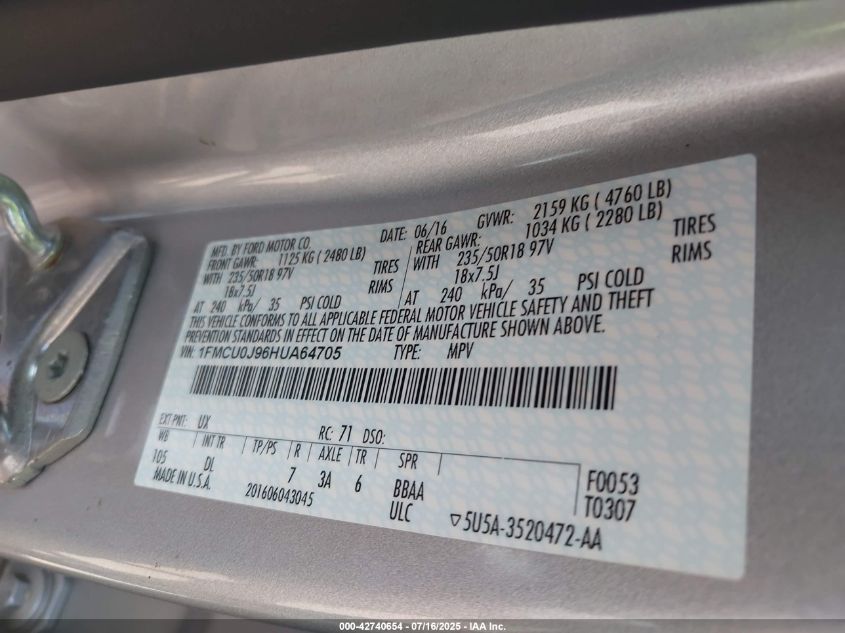 MFD. BY FORD MOTOR CO.
DATE: 06/16 GVWR: 2159 KG ( 4760 LB)
FRONT GAWR: 1125 KG ( 2480 LB) REAR GAWR: 1034 KG ( 2280 LB)
WITH 235/50R18 97V TIRES WITH 235/50R18 97V TIRES
18x7.5J RIMS 18x7.5J RIMS
AT 240 kPa/ 35 PSI COLD AT 240 kPa/ 35 PSI COLD
THIS VEHICLE CONFORMS TO ALL APPLICABLE FEDERAL MOTOR VEHICLE SAFETY AND THEFT
PREVENTION STANDARDS IN EFFECT ON THE DATE OF MANUFACTURE SHOWN ABOVE.
VIN: 1FMCU0J96HUA64705 TYPE: MPV
EXT PNT: UX RC: 71 DSO:
WB INT TR TP/PS R AXLE TR SPR
105 DL 7 3A 6 BBAA F0053
MADE IN U.S.A. 201606043045 ULC T0307
5U5A-3520472-AA
000-42740654 - 07/16/2025 - IAA Inc.